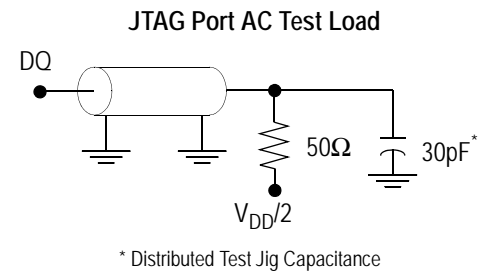 JTAG Port AC Test Load
DQ
50Ω
30pF*
VDD/2
* Distributed Test Jig Capacitance